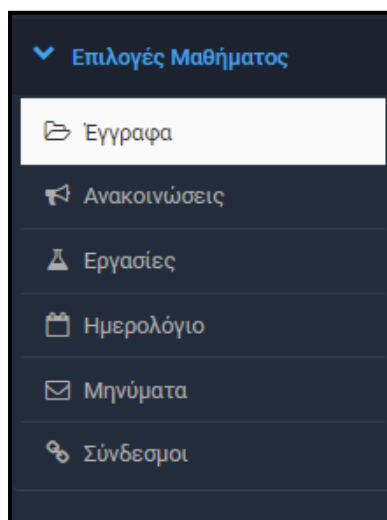 Επιλογές Μαθήματος
Έγγραφα
Ανακοινώσεις
Εργασίες
Ημερολόγιο
Μηνύματα
Σύνδεσμοι